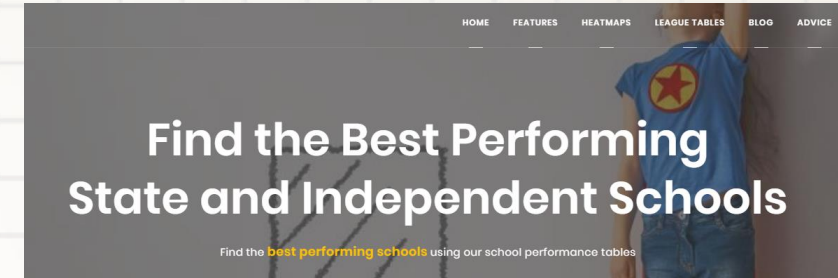 HOME FEATURES HEATMAPS LEAGUE TABLES BLOG ADVICE
Find the Best Performing
State and Independent Schools
Find the best performing schools using our school performance tables